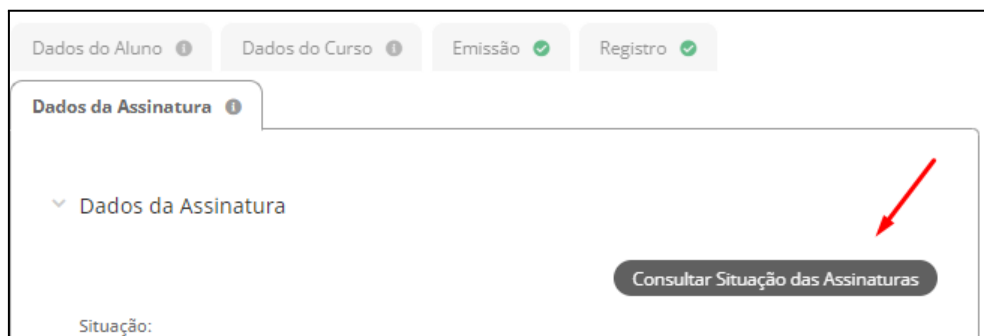 Dados do Aluno Dados do Curso Emissão Registro
Dados da Assinatura
Dados da Assinatura
Consultar Situação das Assinaturas
Situação: